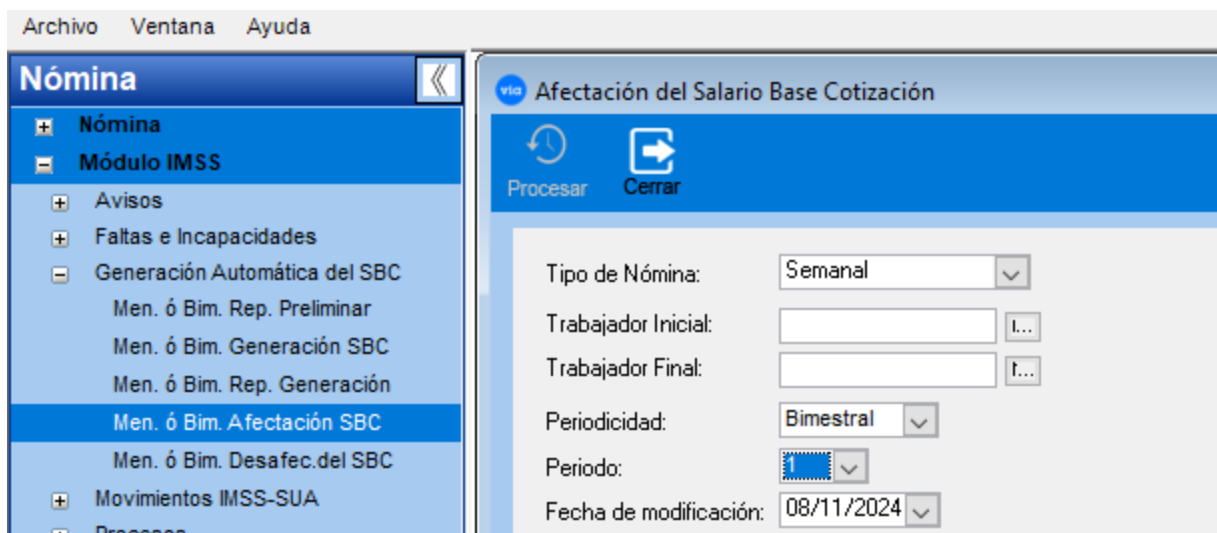 Archivo Ventana Ayuda
Nómina
Nómina
Módulo IMSS
Avisos
Faltas e Incapacidades
Generación Automática del SBC
Men. ó Bim. Rep. Preliminar
Men. ó Bim. Generación SBC
Men. ó Bim. Rep. Generación
Men. ó Bim. Afectación SBC
Men. ó Bim. Desafec.del SBC
Movimientos IMSS-SUA
via Afectación del Salario Base Cotización
Procesar Cerrar
Tipo de Nómina: Semanal
Trabajador Inicial:
Trabajador Final:
Periodicidad: Bimestral
Periodo: 1
Fecha de modificación: 08/11/2024